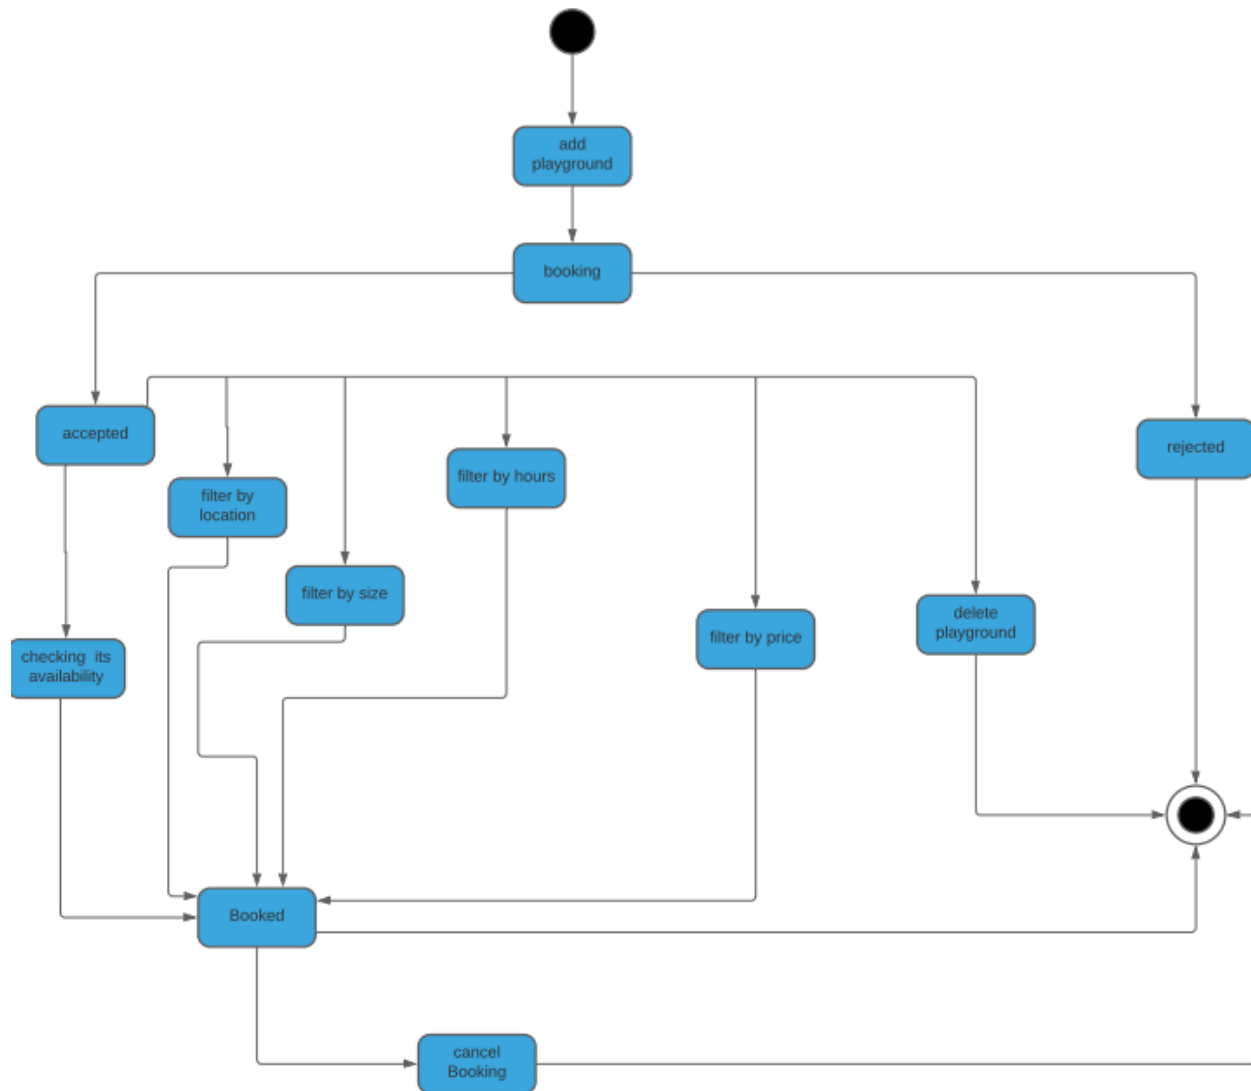 add
playground
booking
accepted
rejected
filter by hours
filter by
location
filter by size
delete
playground
filter by price
checking its
availability
Booked
cancel
Booking